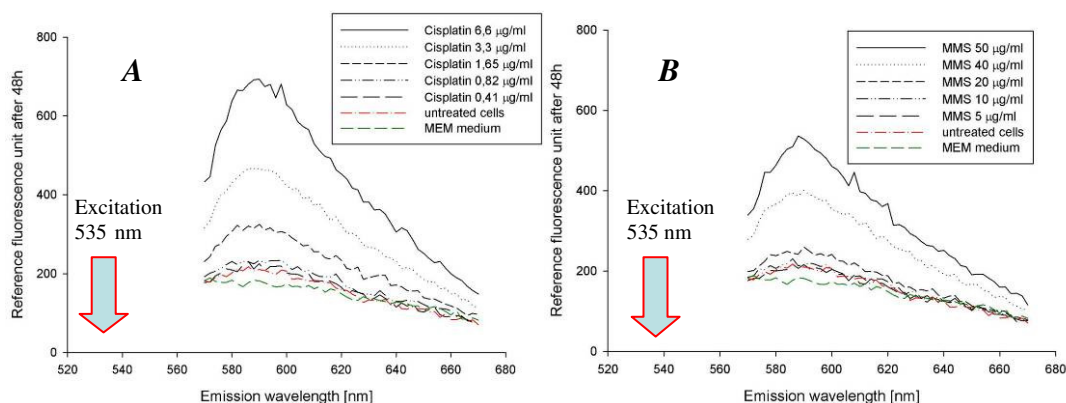 A
Reference fluorescence unit after 48h
800
600
400
200
0
Cisplatin 6,6 µg/ml
Cisplatin 3,3 µg/ml
Cisplatin 1,65 µg/ml
Cisplatin 0,82 µg/ml
Cisplatin 0,41 µg/ml
untreated cells
MEM medium
Excitation
535 nm
520 540 560 580 600 620 640 660 680
Emission wavelength [nm]
B
Reference fluorescence unit after 48h
800
600
400
200
0
MMS 50 µg/ml
MMS 40 µg/ml
MMS 20 µg/ml
MMS 10 µg/ml
MMS 5 µg/ml
untreated cells
MEM medium
Excitation
535 nm
520 540 560 580 600 620 640 660 680
Emission wavelength [nm]